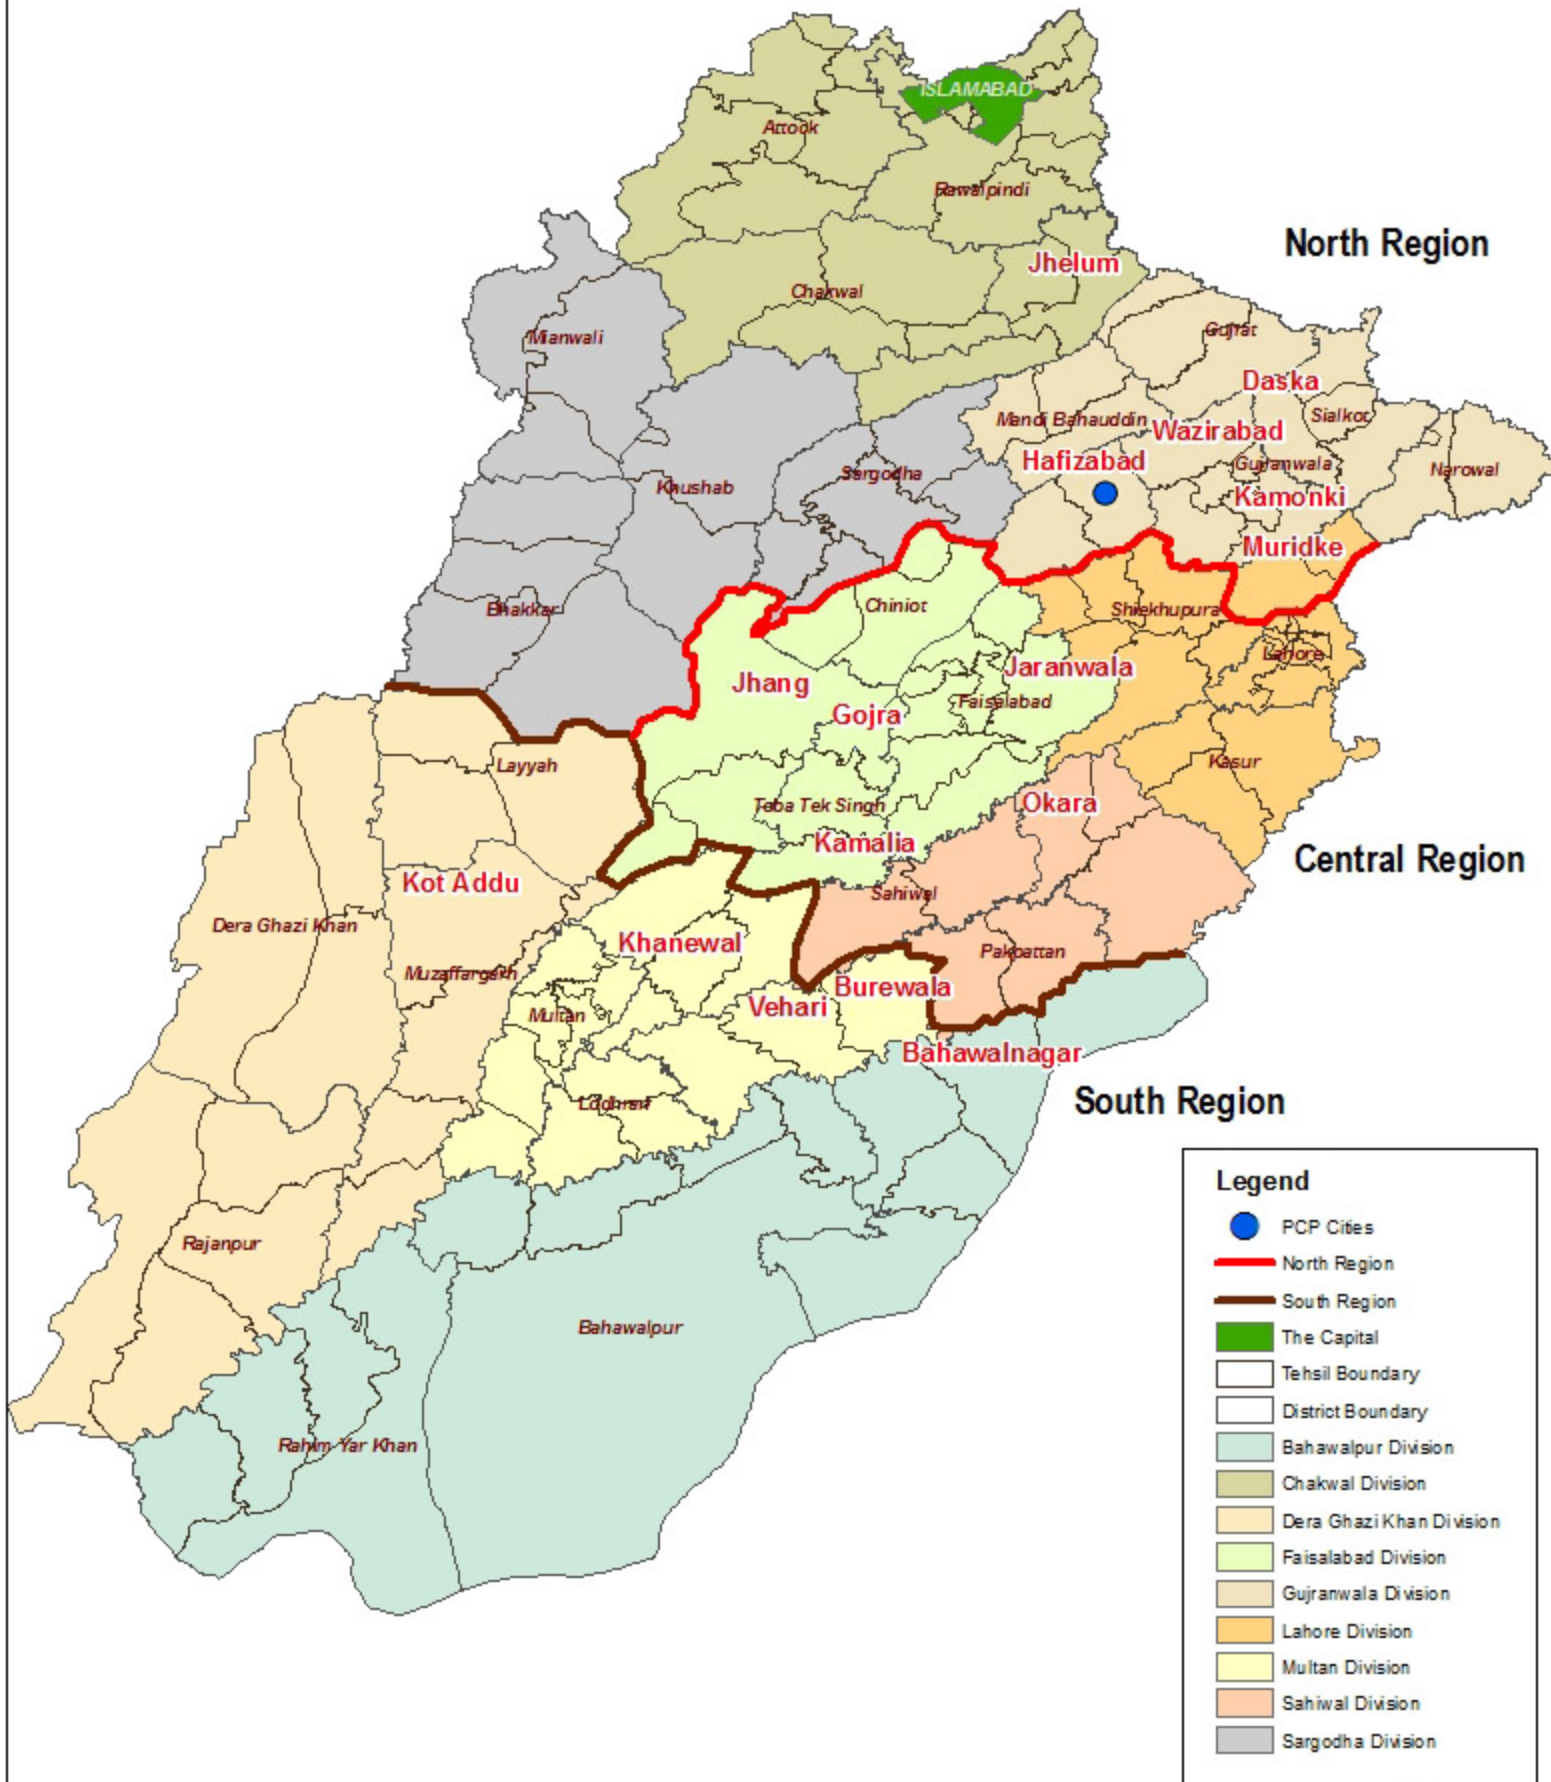 ISLAMABAD
Attock
Rawalpindi
North Region
Jhelum
Chakwal
Mianwali
Gujrat
Daska
Mandi Bahauddin
Wazirabad
Sialkot
Hafizabad
Gujranwala
Narowal
Khushab
Sargodha
Kamonki
Muridke
Bhakkar
Chiniot
Shiekhupura
Lahore
Jhang
Jaranwala
Gojra
Faisalabad
Layyah
Kasur
Toba Tek Singh
Okara
Kamalia
Central Region
Kot Addu
Sahiwal
Dera Ghazi Khan
Khanewal
Pakpattan
Muzaffargarh
Burewala
Vehari
Multan
Bahawalnagar
South Region
Lodhran
Rajanpur
Bahawalpur
Rahim Yar Khan
Legend
PCP Cities
North Region
South Region
The Capital
Tehsil Boundary
District Boundary
Bahawalpur Division
Chakwal Division
Dera Ghazi Khan Division
Faisalabad Division
Gujranwala Division
Lahore Division
Multan Division
Sahiwal Division
Sargodha Division